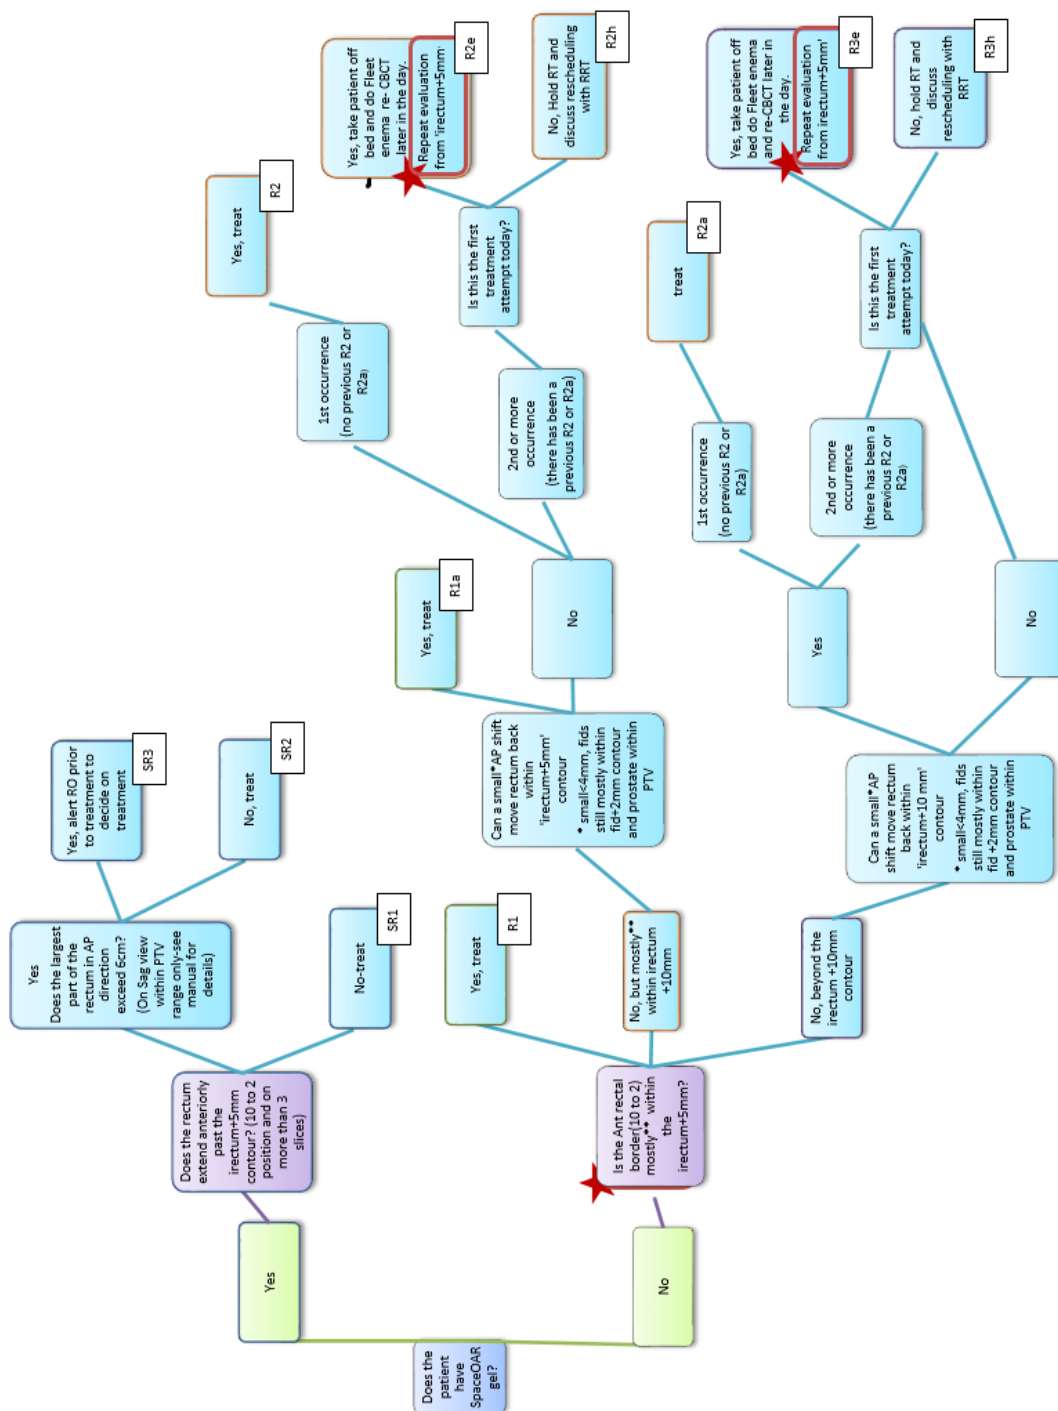 Does the
patient
have
SpaceOAR
gel?
Yes
No
Does the rectum
extend anteriorly
past the
irectum+5mm
contour? (10 to 2
position and on
more than 3
slices)
Yes
Does the largest
part of the
rectum in AP
direction
exceed 6cm?
(On Sag view
within PTV
range only-see
manual for
details)
Yes, alert RO prior
to treatment to
decide on
treatment
SR3
No, treat
SR2
No-treat
SR1
Is the Ant rectal
border(10 to 2)
mostly** within
the
irectum+5mm?
Yes, treat
R1
No, but mostly**
within irectum
+10mm
Can a small*AP shift
move rectum back
within
'irectum+5mm'
contour
* small<4mm, fids
still mostly within
fid+2mm contour
and prostate within
PTV
Yes, treat
R1a
No
1st occurrence
(no previous R2 or
R2a)
Yes, treat
R2
2nd or more
occurrence
(there has been a
previous R2 or R2a)
Is this the first
treatment
attempt today?
Yes, take patient off
bed and do Fleet
enema re- CBCT
later in the day.
Repeat evaluation
from 'irectum+5mm'
R2e
No, Hold RT and
discuss rescheduling
with RRT
R2h
No, beyond the
irectum +10mm
contour
Can a small*AP
shift move rectum
back within
'irectum+10 mm'
contour
* small<4mm, fids
still mostly within
fid +2mm contour
and prostate within
PTV
Yes
1st occurrence
(no previous R2 or
R2a)
treat
R2a
2nd or more
occurrence
(there has been a
previous R2 or
R2a)
No
Is this the first
treatment
attempt today?
Yes, take patient off
bed do Fleet enema
and re-CBCT later in
the day.
Repeat evaluation
from 'irectum+5mm'
R3e
No, hold RT and
discuss
rescheduling with
RRT
R3h